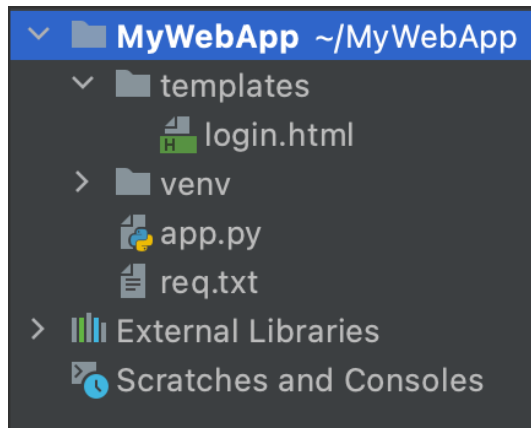 MyWebApp ~/MyWebApp
templates
H login.html
venv
app.py
req.txt
External Libraries
Scratches and Consoles